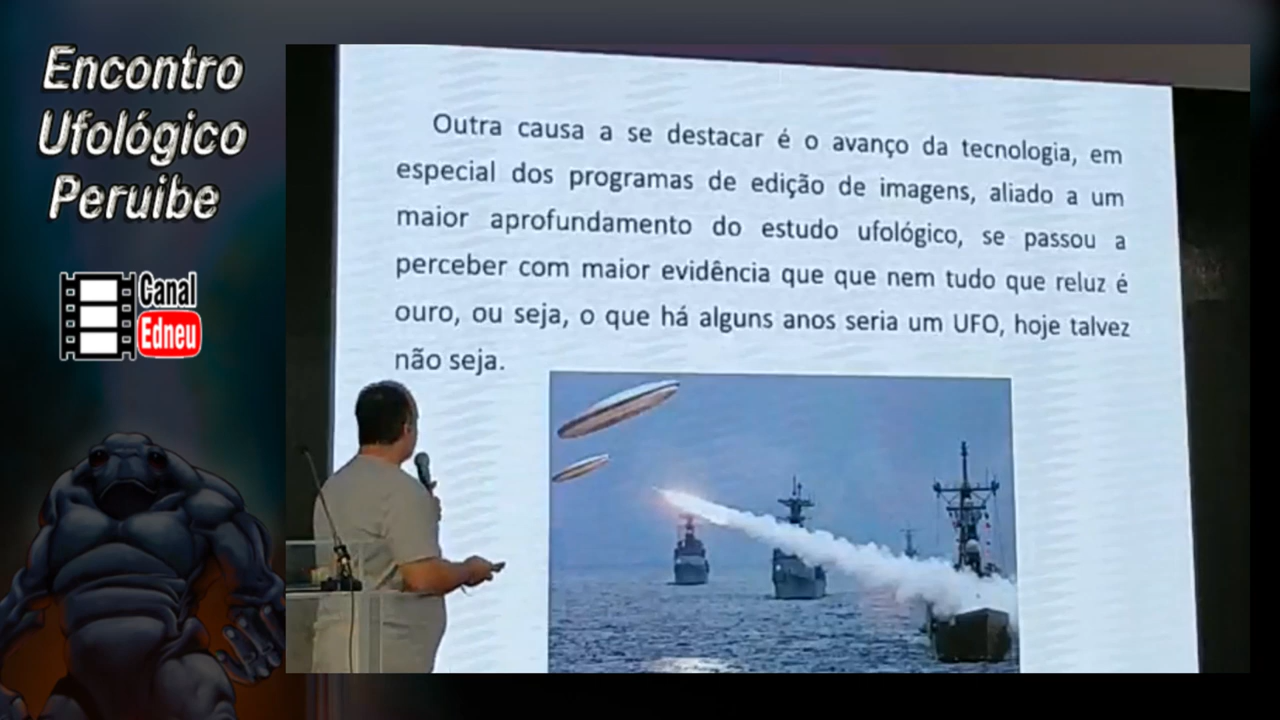 Encontro
Ufológico
Peruibe
Canal
Edneu
Outra causa a se destacar é o avanço da tecnologia, em
especial dos programas de edição de imagens, aliado a um
maior aprofundamento do estudo ufológico, se passou a
perceber com maior evidência que que nem tudo que reluz é
ouro, ou seja, o que há alguns anos seria um UFO, hoje talvez
não seja.